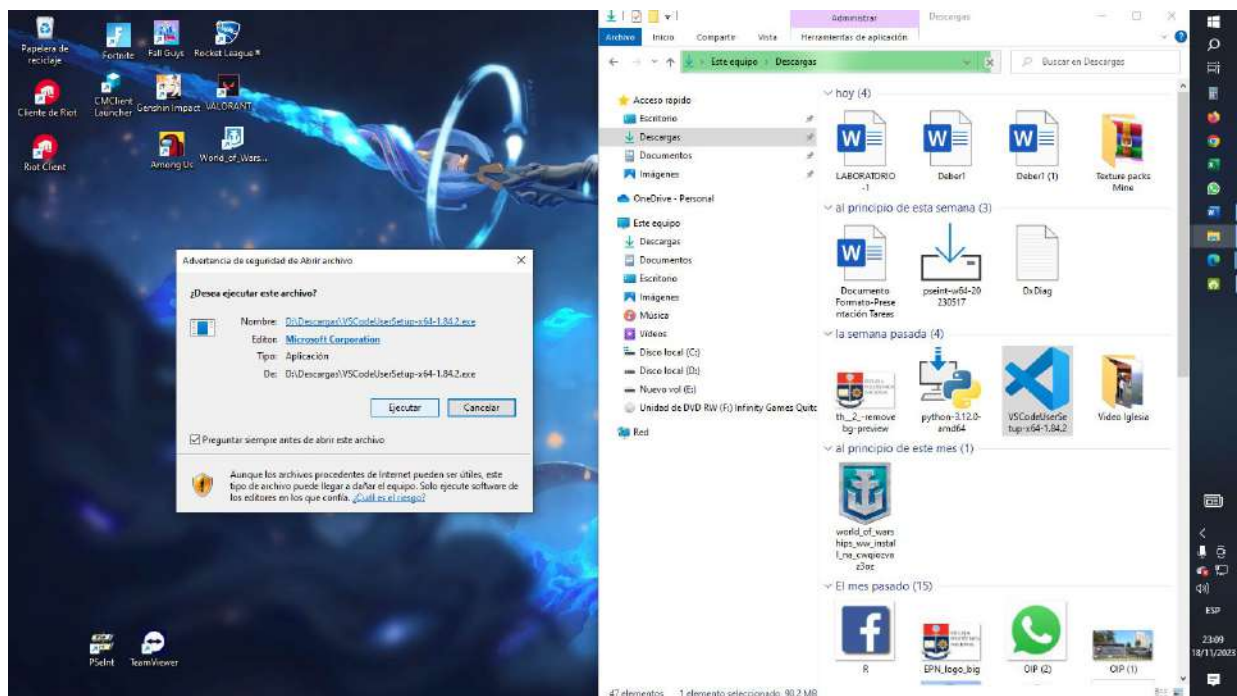 Papelera de
reciclaje
Fortnite
Fall Guys
Rocket League®
Cliente de Riot
CMClient
Launcher
Genshin Impact
VALORANT
Riot Client
Among Us
World_of_Wars...
Advertencia de seguridad de Abrir archivo
¿Desea ejecutar este archivo?
Nombre: D:\Descargas\VSCodeUserSetup-x64-1.84.2.exe
Editor: Microsoft Corporation
Tipo: Aplicación
De: D:\Descargas\VSCodeUserSetup-x64-1.84.2.exe
Ejecutar
Cancelar
Preguntar siempre antes de abrir este archivo
Aunque los archivos procedentes de Internet pueden ser útiles, este
tipo de archivo puede llegar a dañar el equipo. Solo ejecute software de
los editores en los que confía. ¿Cuál es el riesgo?
PSeInt
TeamViewer
Administrar
Descargas
Archivo
Inicio
Compartir
Vista
Herramientas de aplicación
Este equipo
Descargas
Buscar en Descargas
Acceso rápido
Escritorio
Descargas
Documentos
Imágenes
OneDrive - Personal
Este equipo
Descargas
Documentos
Escritorio
Imágenes
Música
Vídeos
Disco local (C:)
Disco local (D:)
Nuevo vol (E:)
Unidad de DVD RW (F:) Infinity Games Quito
Red
hoy (4)
LABORATORIO
-1
Deber1
Deber1 (1)
Texture packs
Mine
al principio de esta semana (3)
Documento
Formato-Prese
ntación Tareas
pseint-w64-20
230517
DxDiag
la semana pasada (4)
th__2_-remove
bg-preview
python-3.12.0-
amd64
VSCodeUserSe
tup-x64-1.84.2
Video Iglesia
al principio de este mes (1)
world_of_wars
hips_ww_instal
El mes pasado (15)
R
EPN_logo_big
OIP (2)
OIP (1)
47 elementos
1 elemento seleccionado 90.2 MB
ESP
23:09
18/11/2023